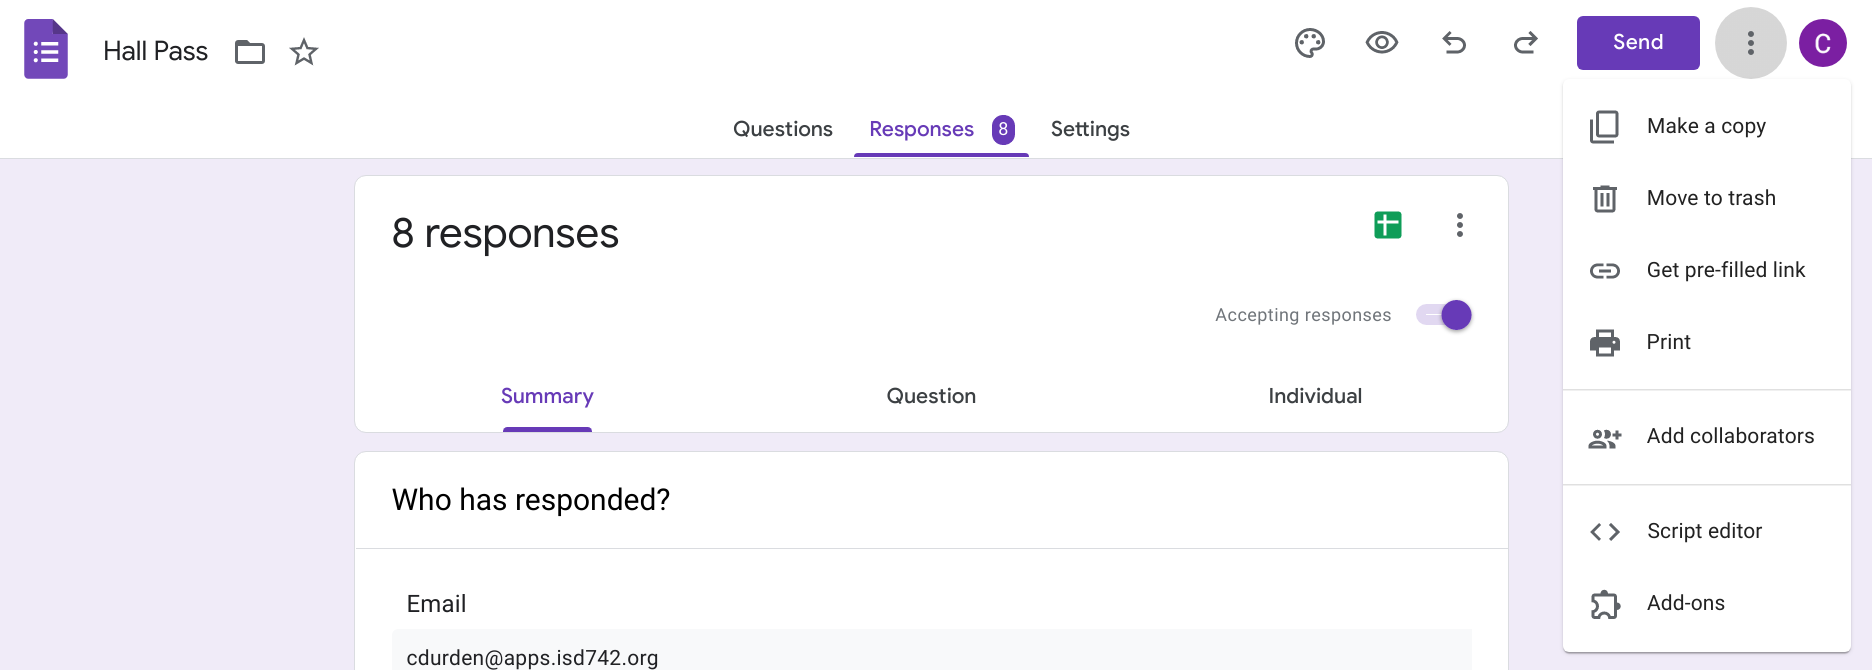 Hall Pass
Send
C
Questions
Responses 8
Settings
Make a copy
Move to trash
Get pre-filled link
Print
Add collaborators
Script editor
Add-ons
8 responses
Accepting responses
Summary
Question
Individual
Who has responded?
Email
cdurden@apps.isd742.org